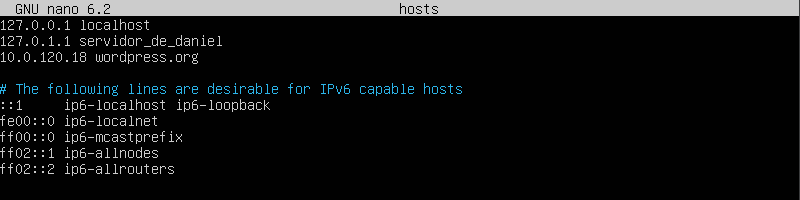 GNU nano 6.2 hosts
127.0.0.1 localhost
127.0.1.1 servidor_de_daniel
10.0.120.18 wordpress.org
# The following lines are desirable for IPv6 capable hosts
::1 ip6-localhost ip6-loopback
fe00::0 ip6-localnet
ff00::0 ip6-mcastprefix
ff02::1 ip6-allnodes
ff02::2 ip6-allrouters